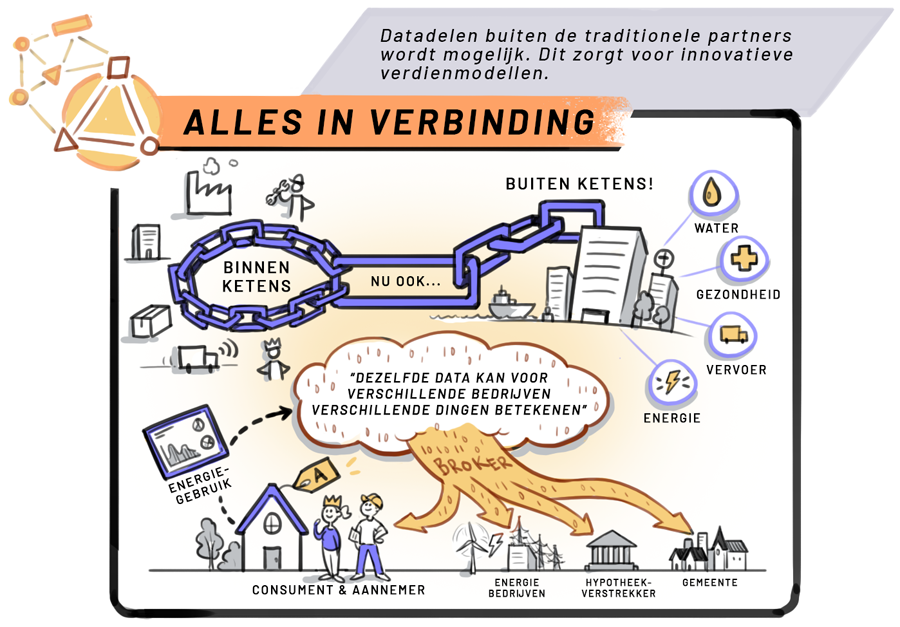 Datadelen buiten de traditionele partners
wordt mogelijk. Dit zorgt voor innovatieve
verdienmodellen.
ALLES IN VERBINDING
BUITEN KETENS!
BINNEN
KETENS
NU OOK...
WATER
GEZONDHEID
VERVOER
ENERGIE
"DEZELFDE DATA KAN VOOR
VERSCHILLENDE BEDRIJVEN
VERSCHILLENDE DINGEN BETEKENEN"
BROKER
ENERGIE-
GEBRUIK
A
CONSUMENT & AANNEMER
ENERGIE
BEDRIJVEN
HYPOTHEEK-
VERSTREKKER
GEMEENTE